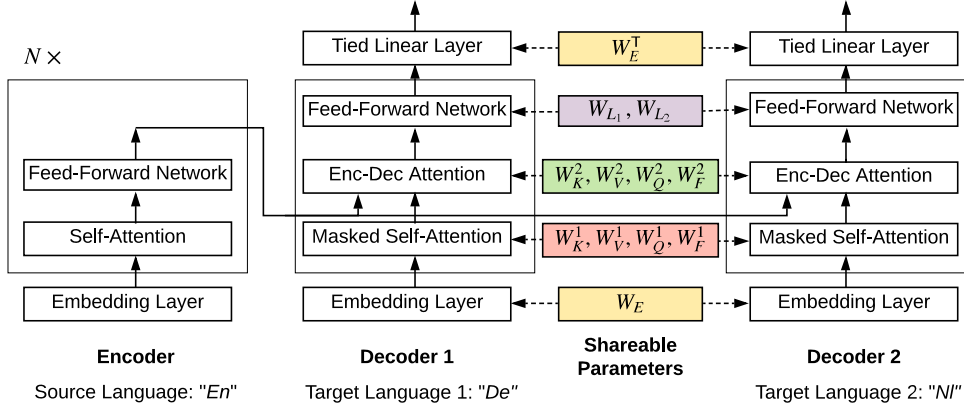 N ×
Feed-Forward Network
Self-Attention
Embedding Layer
Encoder
Source Language: "En"
Tied Linear Layer
Feed-Forward Network
Enc-Dec Attention
Masked Self-Attention
Embedding Layer
Decoder 1
Target Language 1: "De"
W_E^T
W_{L_1}, W_{L_2}
W_K^2, W_V^2, W_Q^2, W_F^2
W_K^1, W_V^1, W_Q^1, W_F^1
W_E
Shareable
Parameters
Tied Linear Layer
Feed-Forward Network
Enc-Dec Attention
Masked Self-Attention
Embedding Layer
Decoder 2
Target Language 2: "Nl"